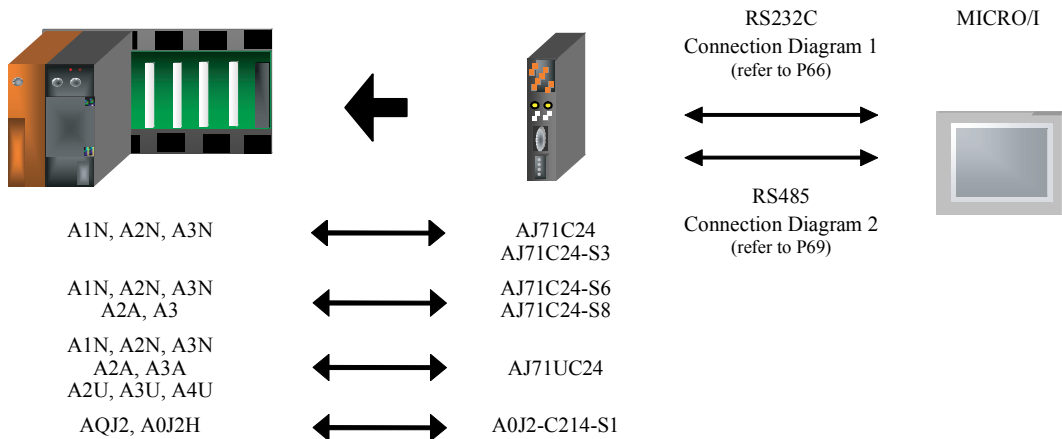 RS232C
Connection Diagram 1
(refer to P66)
MICRO/I
RS485
Connection Diagram 2
(refer to P69)
A1N, A2N, A3N
AJ71C24
AJ71C24-S3
A1N, A2N, A3N
A2A, A3
AJ71C24-S6
AJ71C24-S8
A1N, A2N, A3N
A2A, A3A
A2U, A3U, A4U
AJ71UC24
AQJ2, A0J2H
A0J2-C214-S1